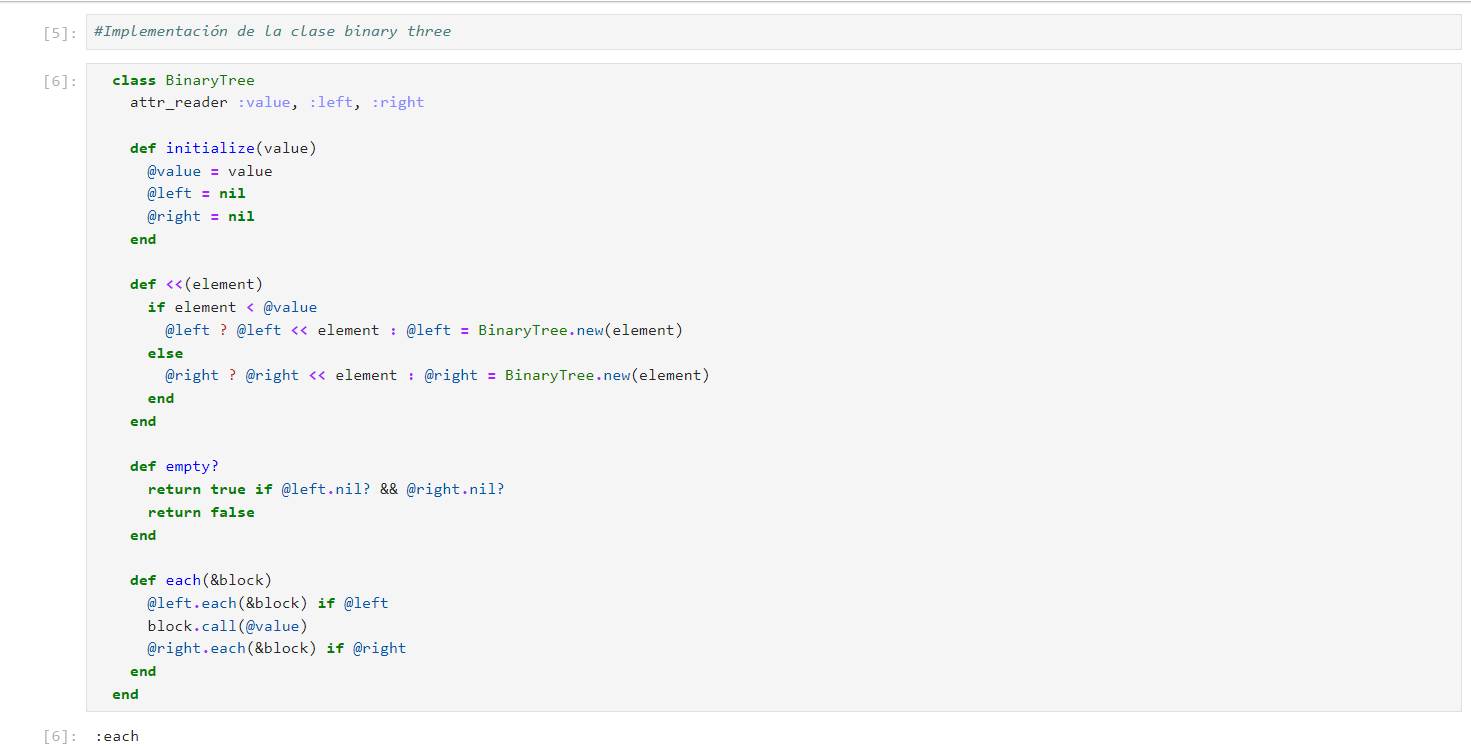 [5]: #Implementación de la clase binary three
[6]: class BinaryTree
attr_reader :value, :left, :right
def initialize(value)
@value = value
@left = nil
@right = nil
end
def <<(element)
if element < @value
@left ? @left << element : @left = BinaryTree.new(element)
else
@right ? @right << element : @right = BinaryTree.new(element)
end
end
def empty?
return true if @left.nil? && @right.nil?
return false
end
def each(&block)
@left.each(&block) if @left
block.call(@value)
@right.each(&block) if @right
end
end
[6]: :each